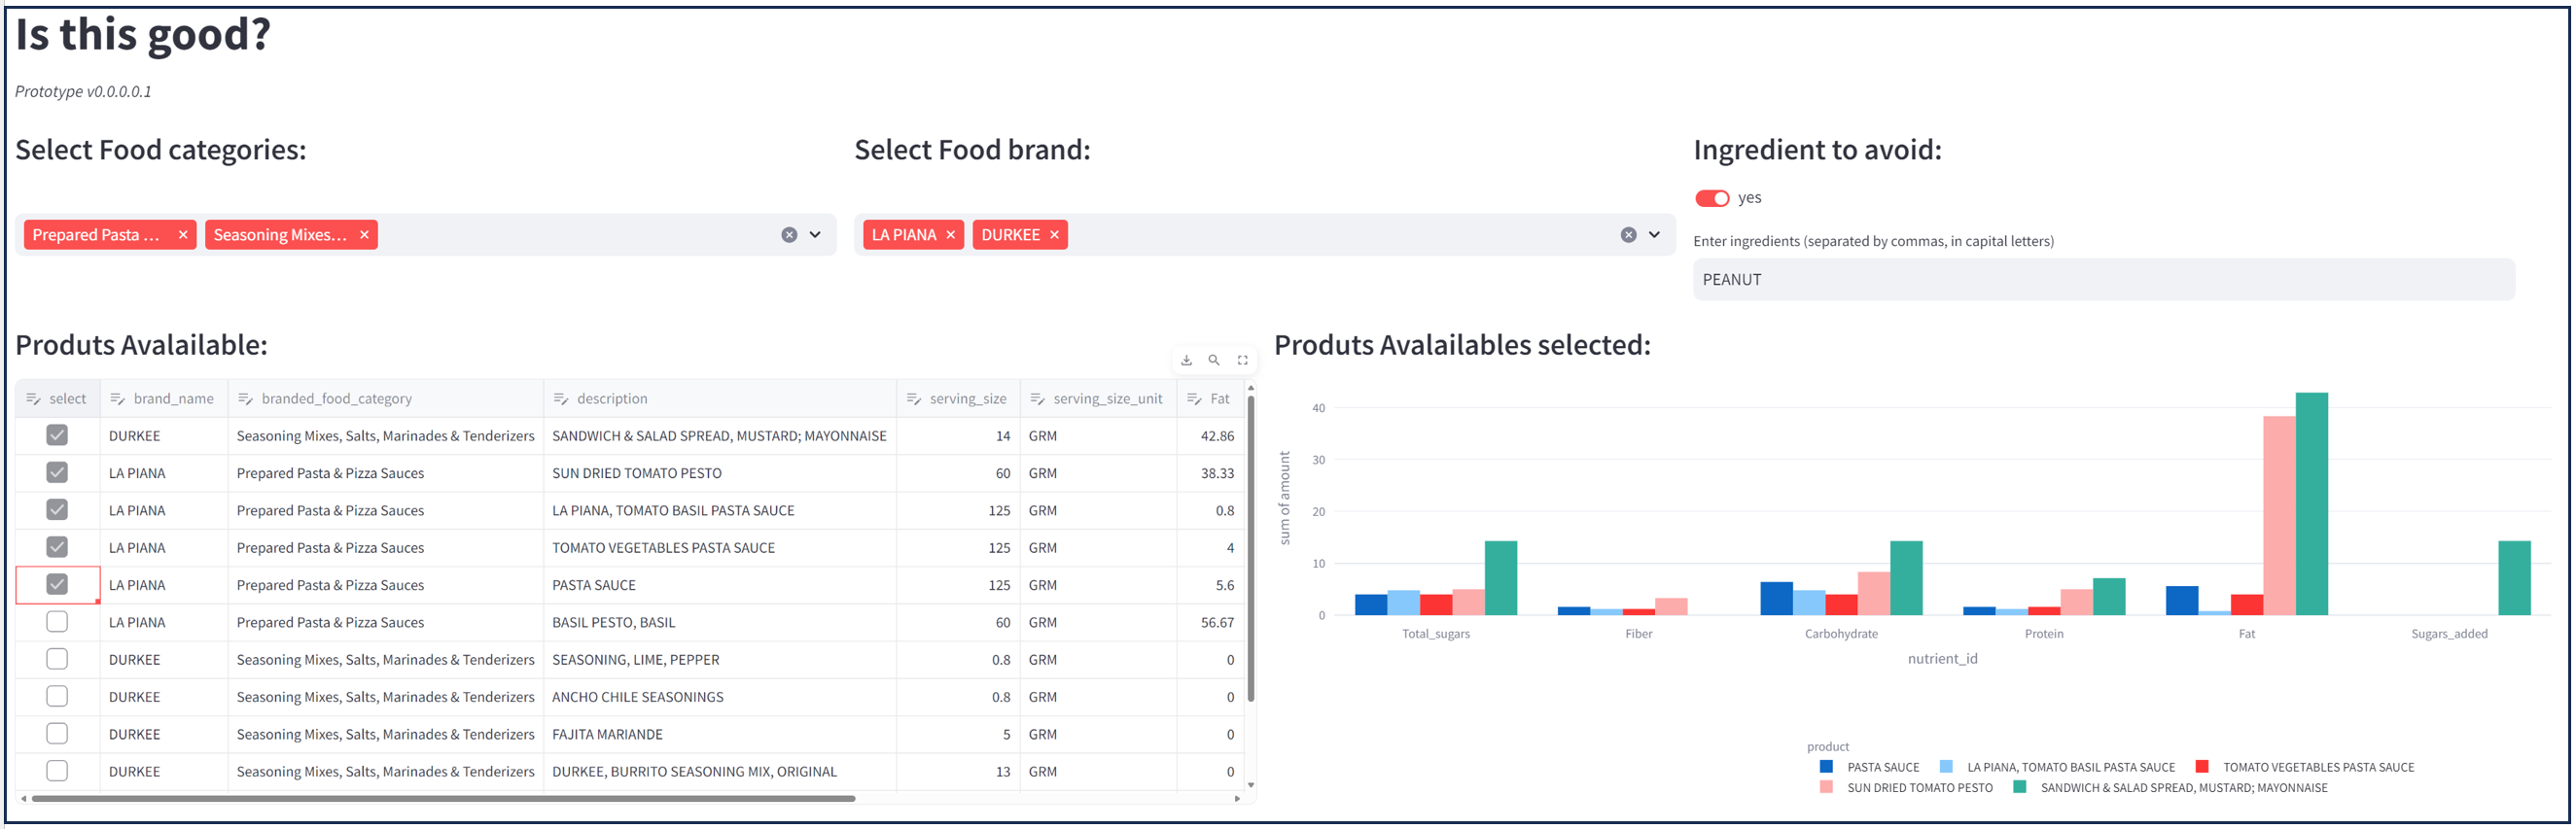 Is this good?
Prototype v0.0.0.0.1
Select Food categories:
Prepared Pasta ...
Seasoning Mixes...
Select Food brand:
LA PIANA
DURKEE
Ingredient to avoid:
yes
Enter ingredients (separated by commas, in capital letters)
PEANUT
Produts Avalailable:
select brand_name branded_food_category description serving_size serving_size_unit Fat
DURKEE Seasoning Mixes, Salts, Marinades & Tenderizers SANDWICH & SALAD SPREAD, MUSTARD; MAYONNAISE 14 GRM 42.86
LA PIANA Prepared Pasta & Pizza Sauces SUN DRIED TOMATO PESTO 60 GRM 38.33
LA PIANA Prepared Pasta & Pizza Sauces LA PIANA, TOMATO BASIL PASTA SAUCE 125 GRM 0.8
LA PIANA Prepared Pasta & Pizza Sauces TOMATO VEGETABLES PASTA SAUCE 125 GRM 4
LA PIANA Prepared Pasta & Pizza Sauces PASTA SAUCE 125 GRM 5.6
LA PIANA Prepared Pasta & Pizza Sauces BASIL PESTO, BASIL 60 GRM 56.67
DURKEE Seasoning Mixes, Salts, Marinades & Tenderizers SEASONING, LIME, PEPPER 0.8 GRM 0
DURKEE Seasoning Mixes, Salts, Marinades & Tenderizers ANCHO CHILE SEASONINGS 0.8 GRM 0
DURKEE Seasoning Mixes, Salts, Marinades & Tenderizers FAJITA MARIANDE 5 GRM 0
DURKEE Seasoning Mixes, Salts, Marinades & Tenderizers DURKEE, BURRITO SEASONING MIX, ORIGINAL 13 GRM 0
Produts Avalailables selected:
sum of amount
40
30
20
10
0
Total_sugars Fiber Carbohydrate Protein Fat Sugars_added
nutrient_id
product
PASTA SAUCE LA PIANA, TOMATO BASIL PASTA SAUCE TOMATO VEGETABLES PASTA SAUCE
SUN DRIED TOMATO PESTO SANDWICH & SALAD SPREAD, MUSTARD; MAYONNAISE